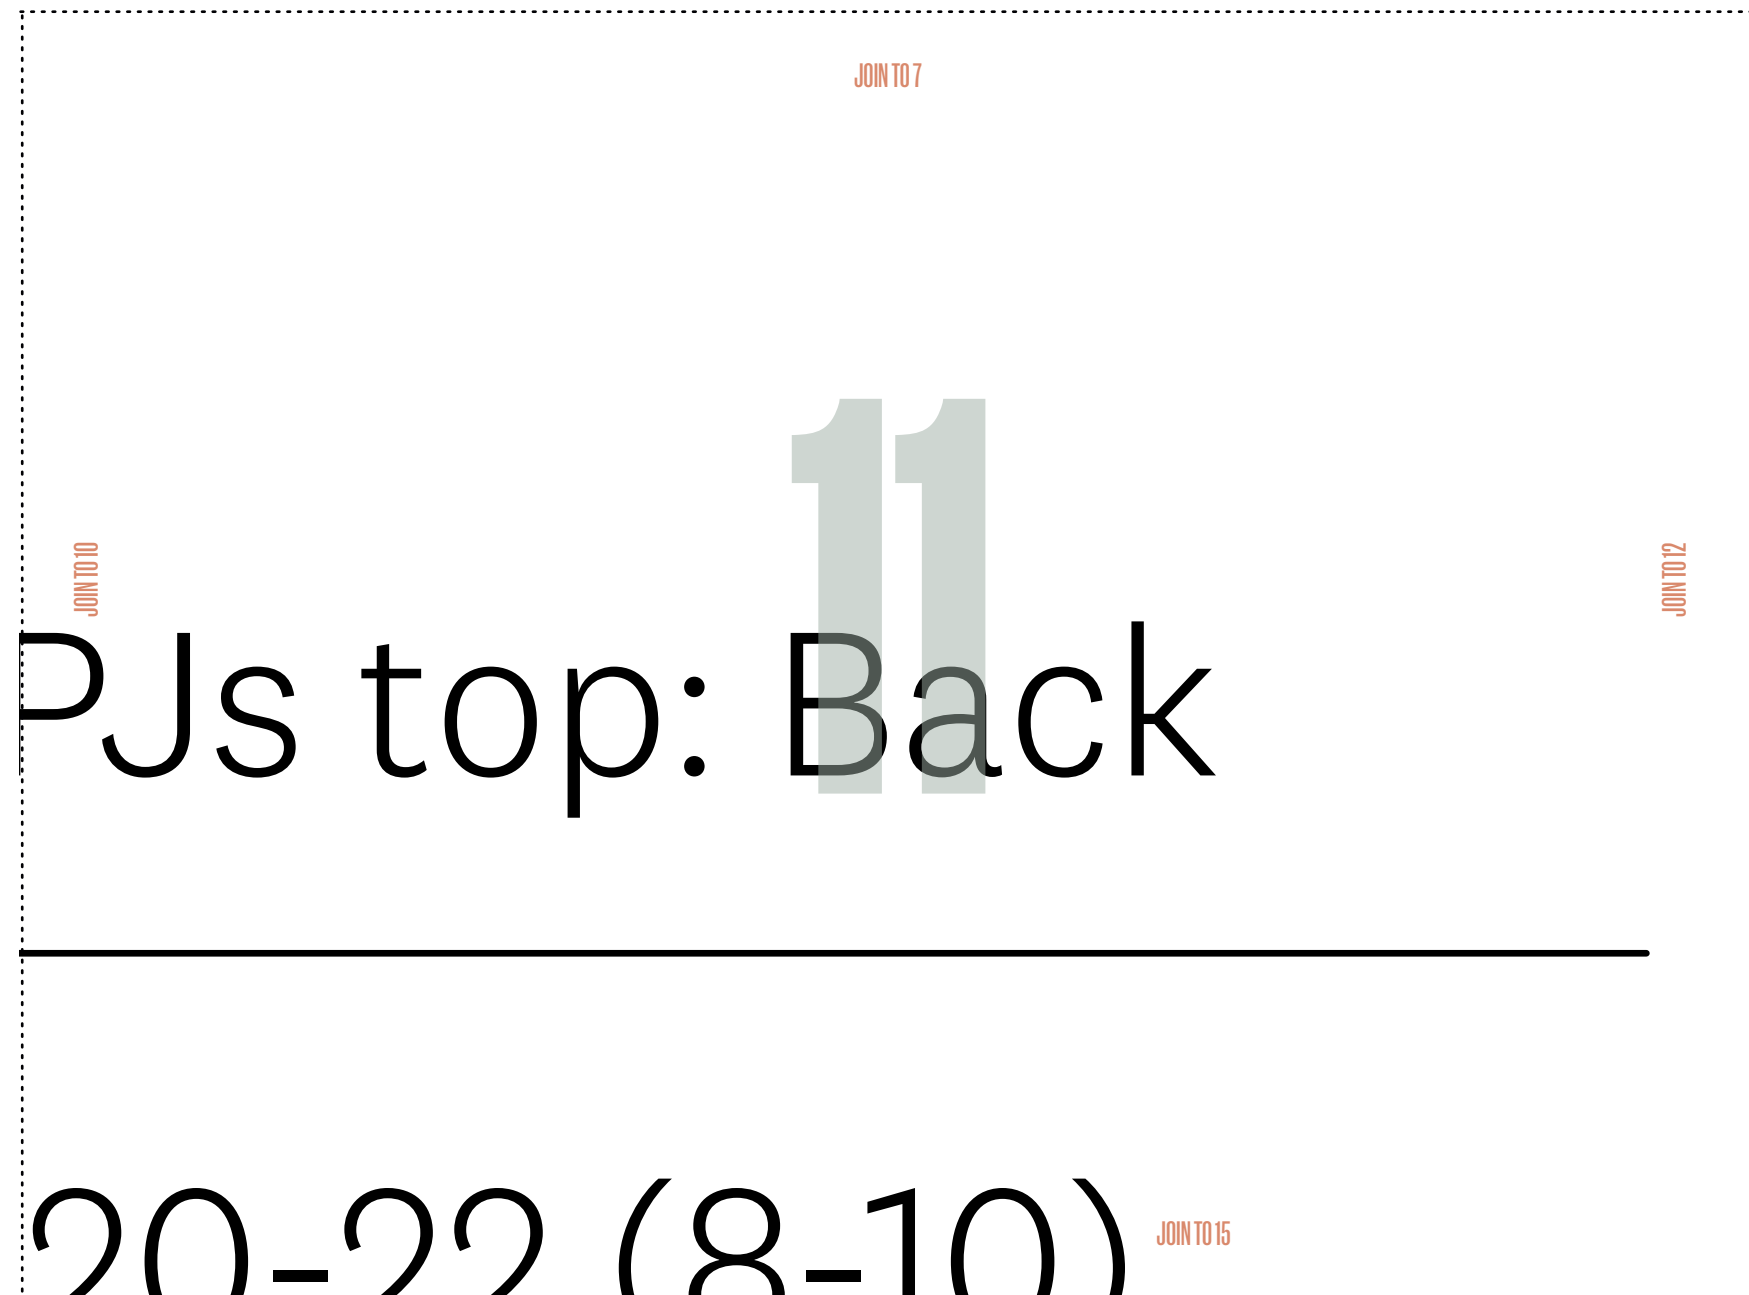 JOIN TO 7
11
JOIN TO 10
JOIN TO 12
PJs top: Back
20-22 (8-10)
JOIN TO 15